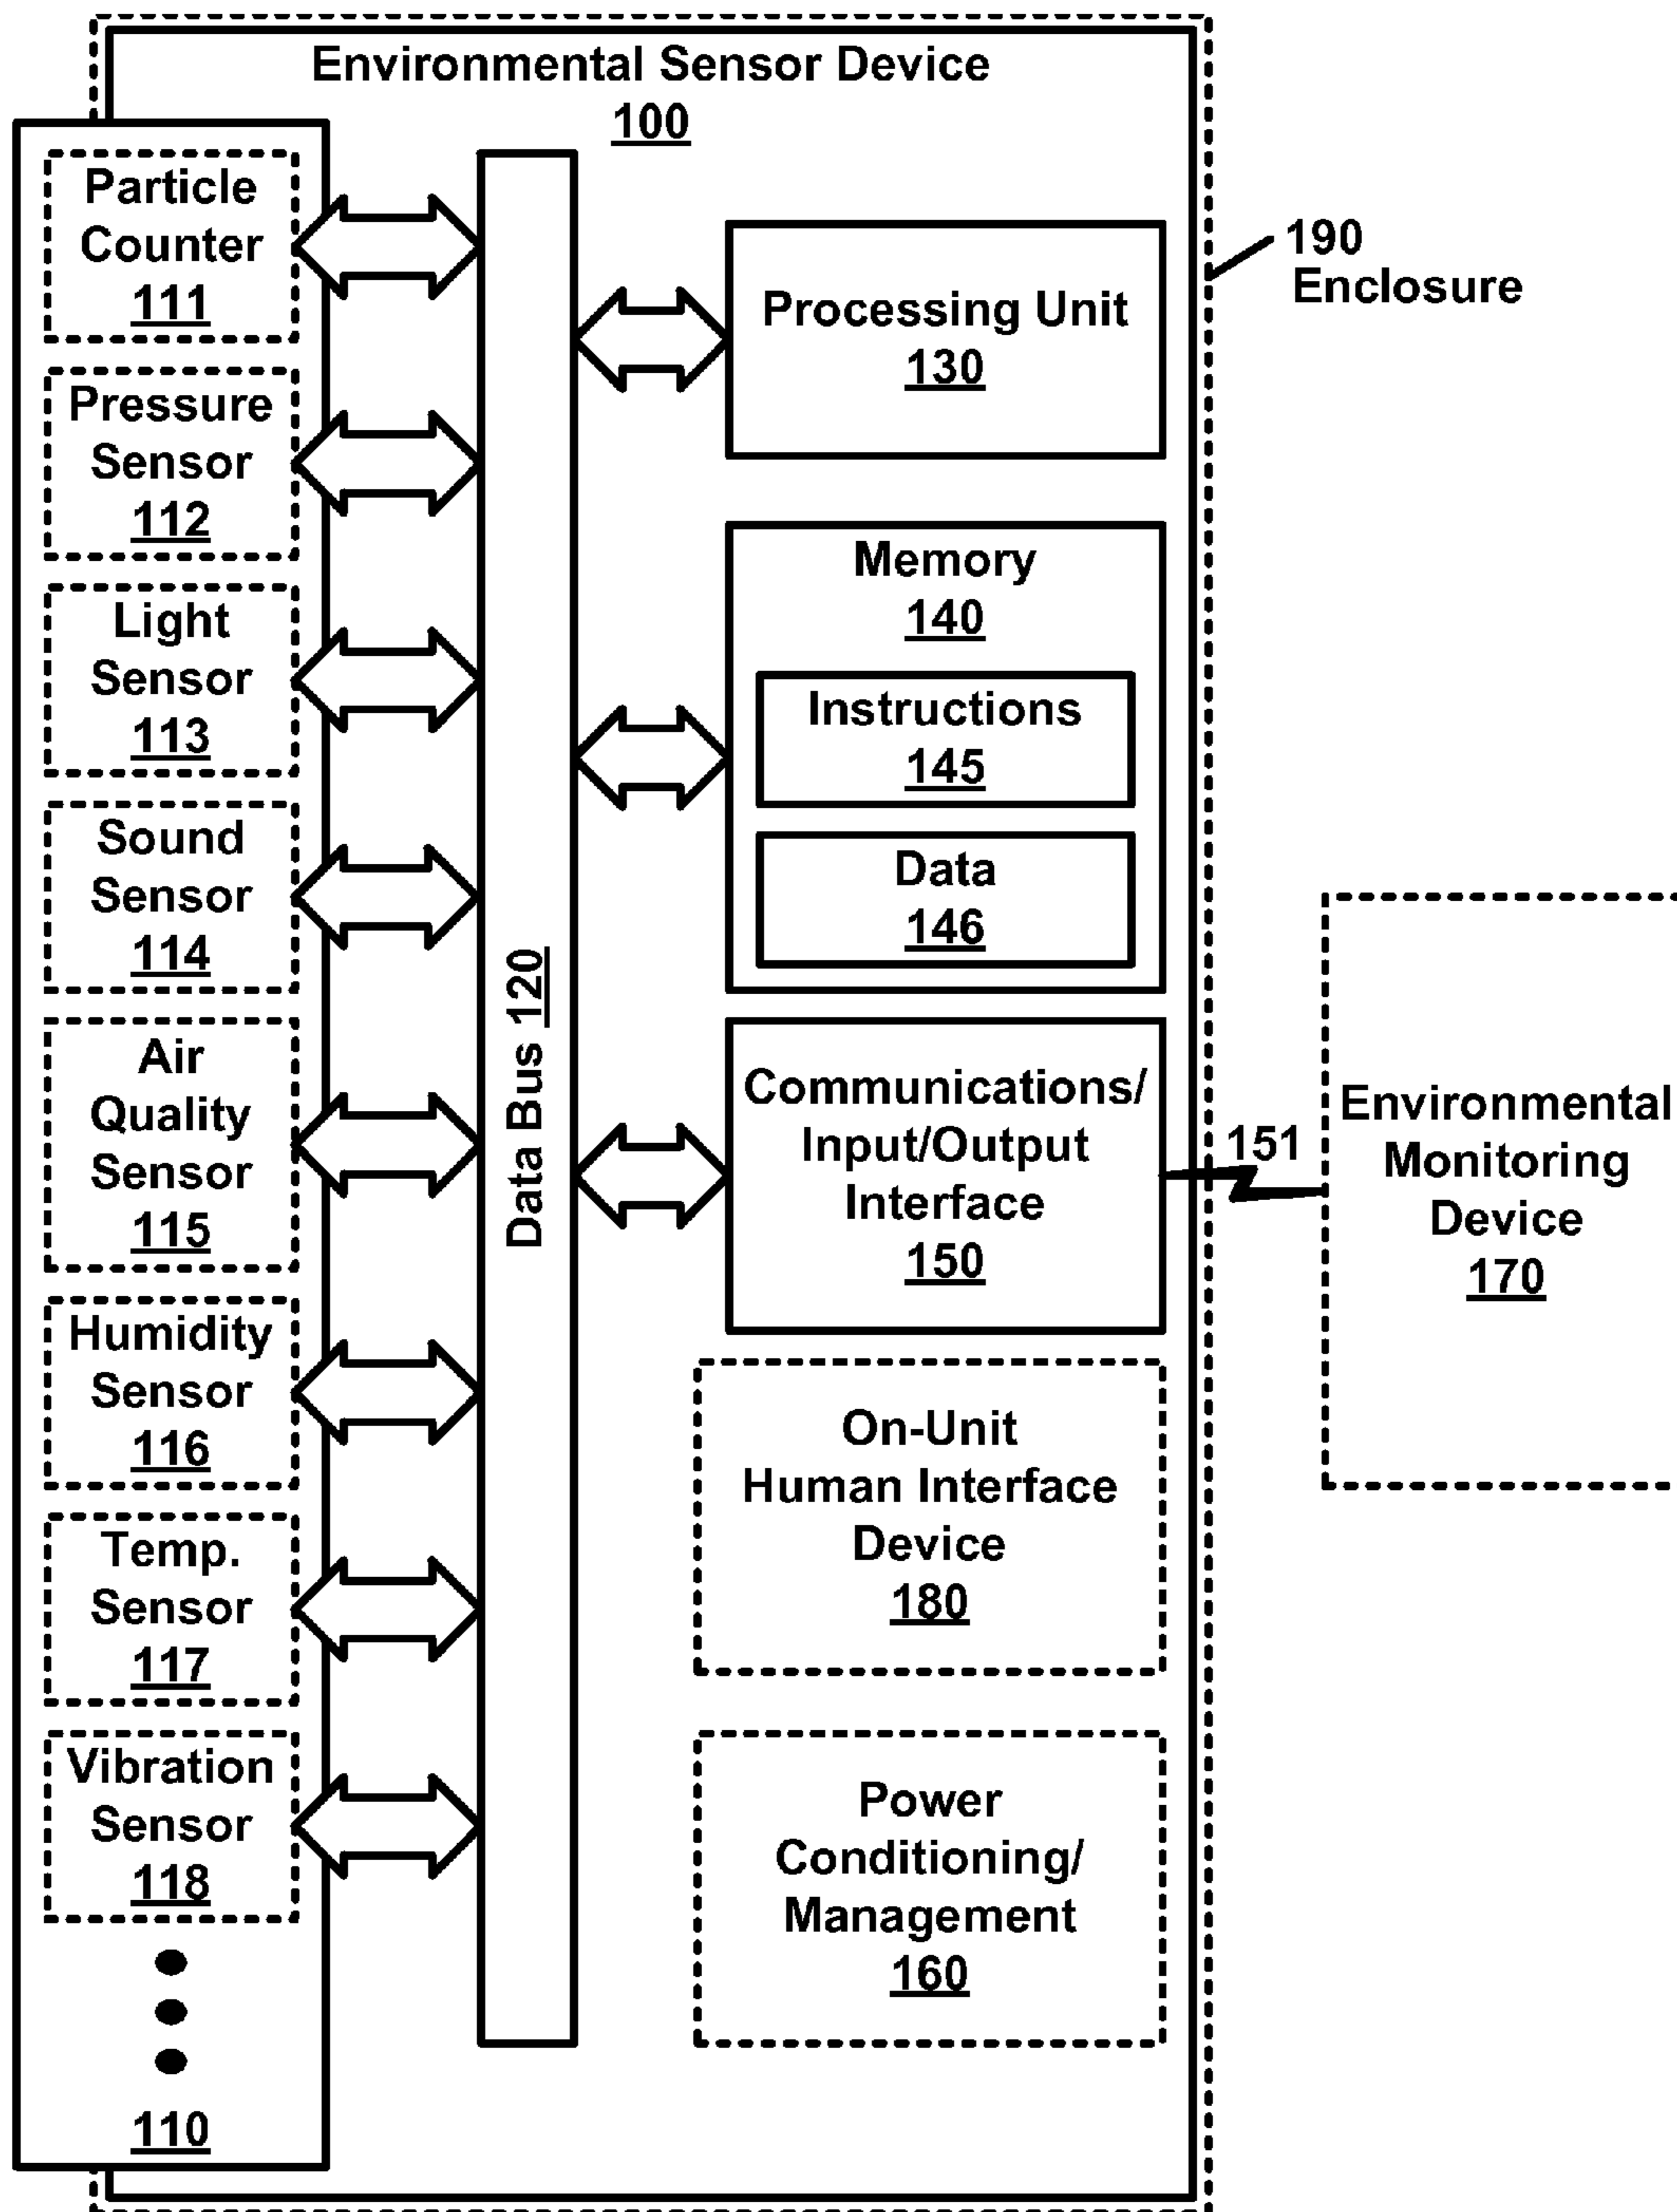 Environmental Sensor Device
100
Particle
Counter
111
Pressure
Sensor
112
Light
Sensor
113
Sound
Sensor
114
Air
Quality
Sensor
115
Humidity
Sensor
116
Temp.
Sensor
117
Vibration
Sensor
118
110
Data Bus 120
Processing Unit
130
Memory
140
Instructions
145
Data
146
Communications/
Input/Output
Interface
150
On-Unit
Human Interface
Device
180
Power
Conditioning/
Management
160
190
Enclosure
151
Environmental
Monitoring
Device
170